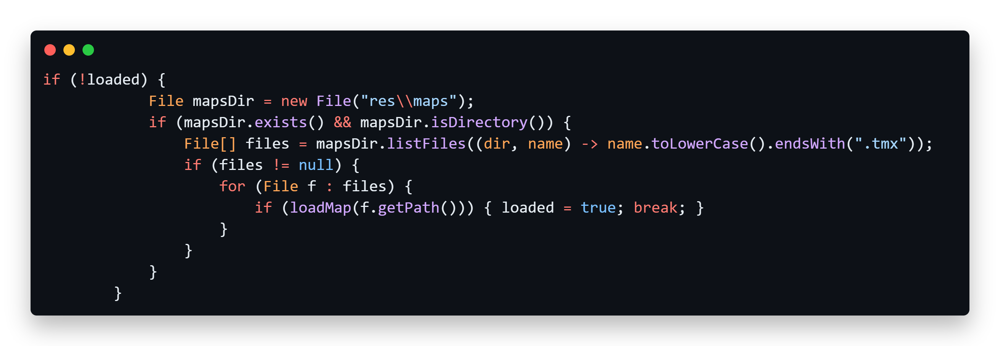 if (!loaded) {
            File mapsDir = new File("res\\maps");
            if (mapsDir.exists() && mapsDir.isDirectory()) {
                File[] files = mapsDir.listFiles((dir, name) -> name.toLowerCase().endsWith(".tmx"));
                if (files != null) {
                    for (File f : files) {
                        if (loadMap(f.getPath())) { loaded = true; break; }
                    }
                }
            }
        }